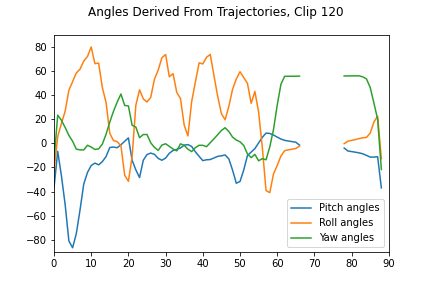 Angles Derived From Trajectories, Clip 120
80
60
40
20
0
−20
−40
−60
−80
0 10 20 30 40 50 60 70 80 90
Pitch angles
Roll angles
Yaw angles